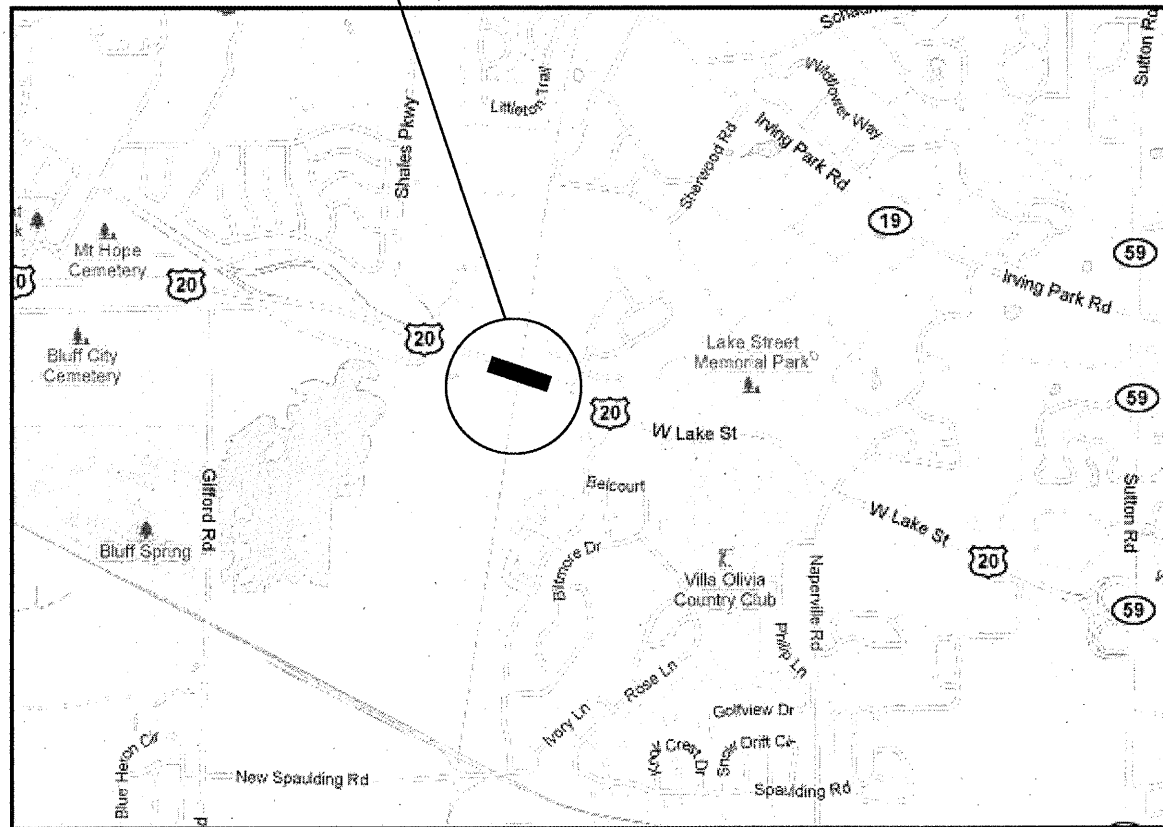 Sutton Rd
Littleton Tray
Wildflower Way
Shales Pkwy
Sherwood Rd
Irving Park Rd
19
59
Mt Hope
Cemetery
20
Irving Park Rd
20
Bluff City
Cemetery
Lake Street
Memorial Park
59
20
W Lake St
Belcourt
Gifford Rd
Sutton Rd
W Lake St
Bluff Spring
Biltmore Dr
20
Villa Olivia
Country Club
Naperville Rd
59
Philip Ln
Rose Ln
Golfview Dr
Ivory Ln
Crest Dr
Snow Drift Cir
Blue Heron Cir
New Spaulding Rd
Spaulding Rd